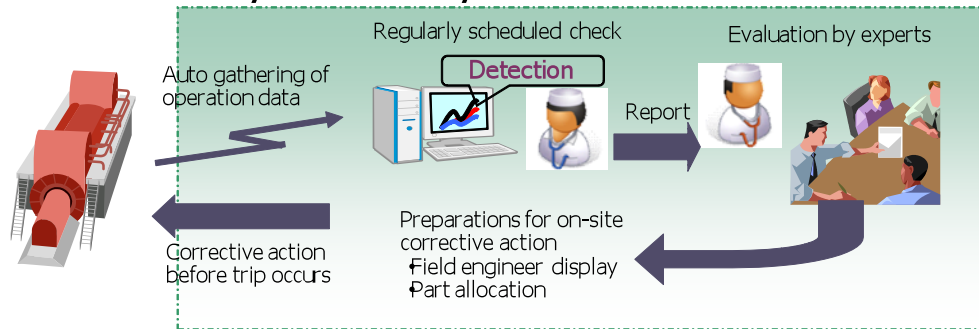 Regularly scheduled check
Evaluation by experts
Auto gathering of
operation data
Detection
Report
Preparations for on-site
corrective action
•Field engineer display
•Part allocation
Corrective action
before trip occurs